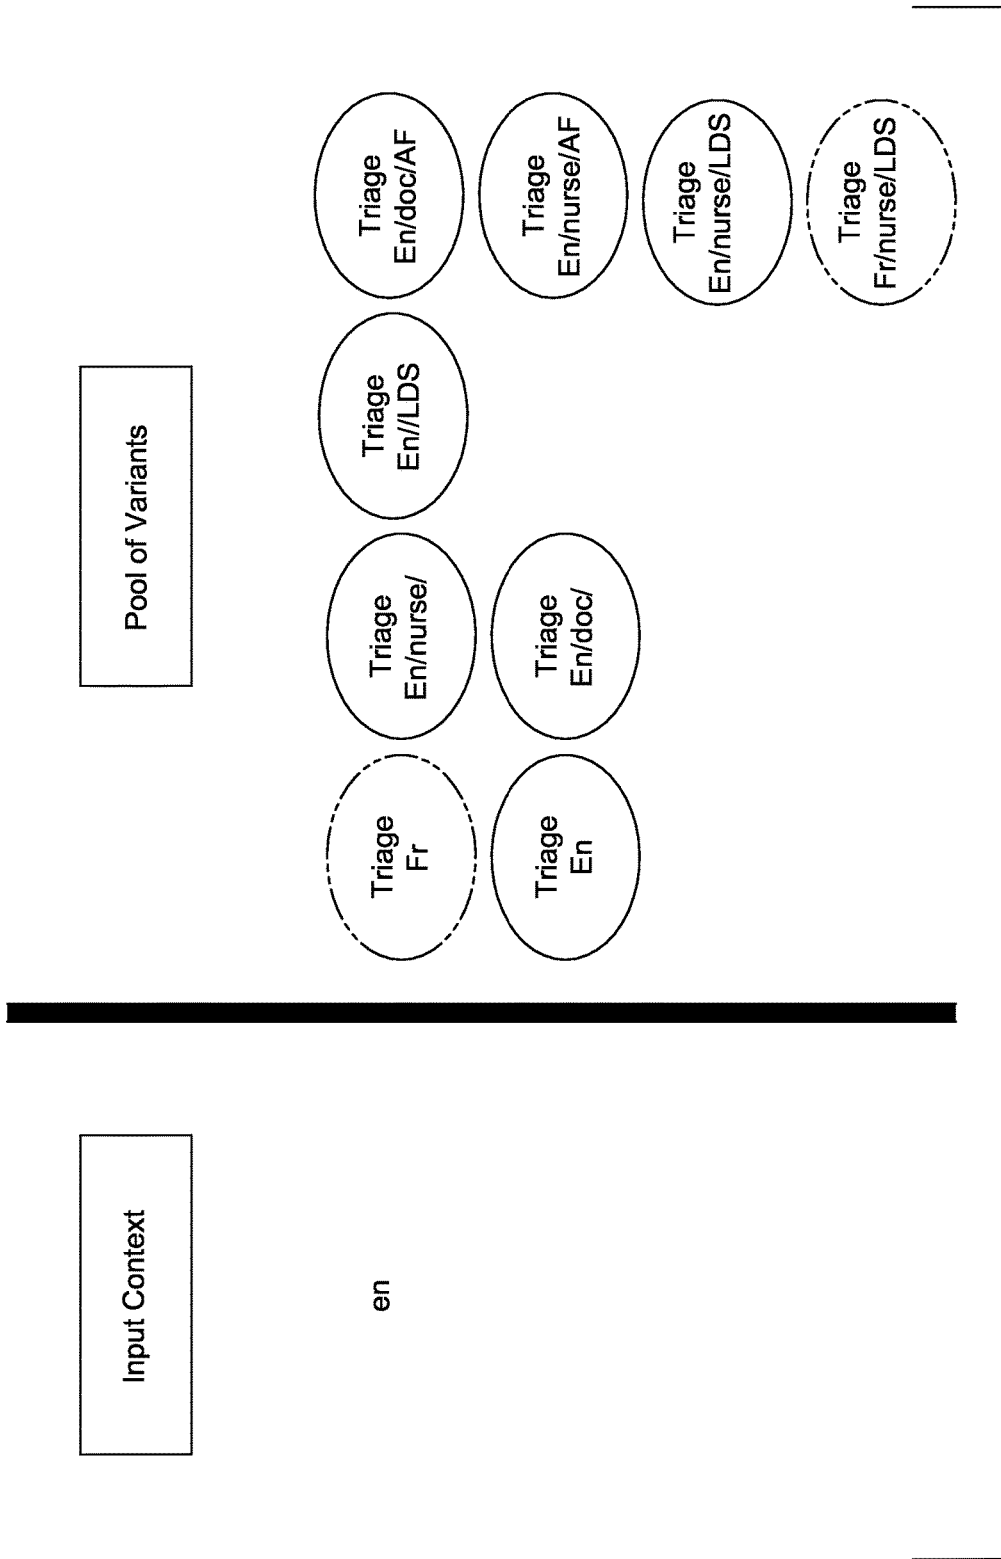 Input Context
en
Pool of Variants
Triage
Fr
Triage
En/nurse/
Triage
En//LDS
Triage
En/doc/AF
Triage
En
Triage
En/doc/
Triage
En/nurse/AF
Triage
En/nurse/LDS
Triage
Fr/nurse/LDS